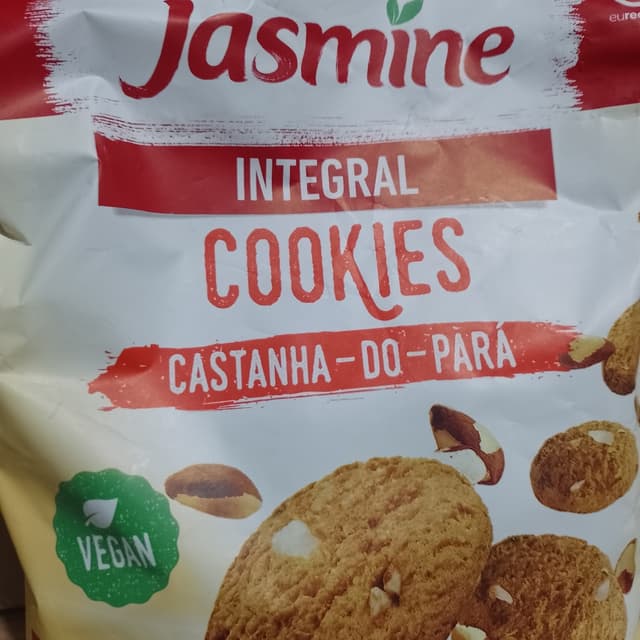 Jasmine
INTEGRAL
COOKIES
CASTANHA-DO-PARÁ
VEGAN